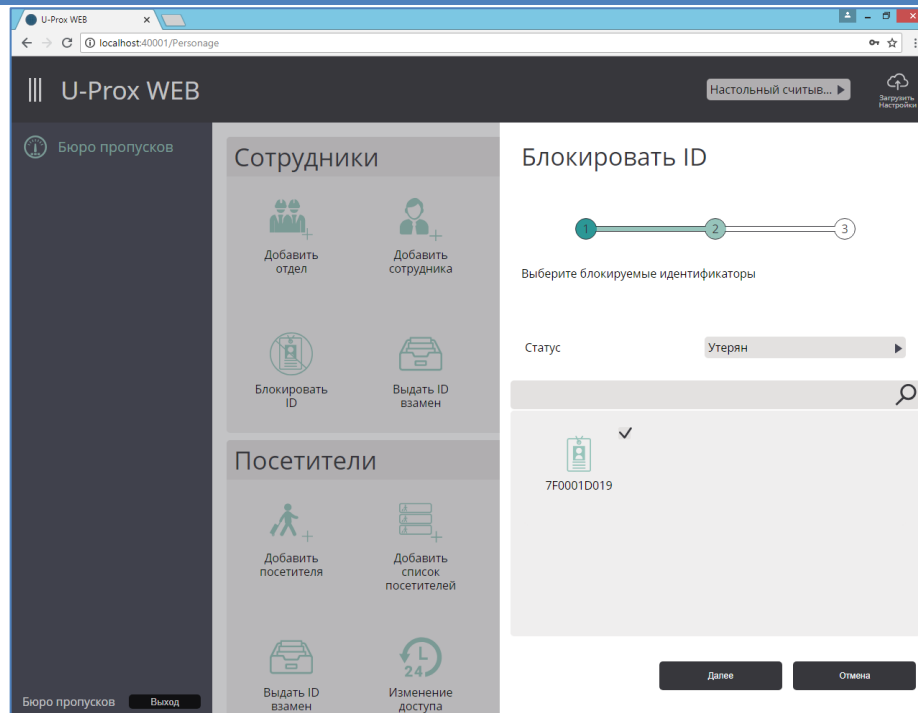 U-Prox WEB
localhost:40001/Personage
U-Prox WEB
Настольный считыв...
Загрузить
Настройки
Бюро пропусков
Сотрудники
Добавить
отдел
Добавить
сотрудника
Блокировать
ID
Выдать ID
взамен
Посетители
Добавить
посетителя
Добавить
список
посетителей
Выдать ID
взамен
24
Изменение
доступа
Блокировать ID
1
2
3
Выберите блокируемые идентификаторы
Статус
Утерян
7F0001D019
Далее
Отмена
Бюро пропусков
Выход